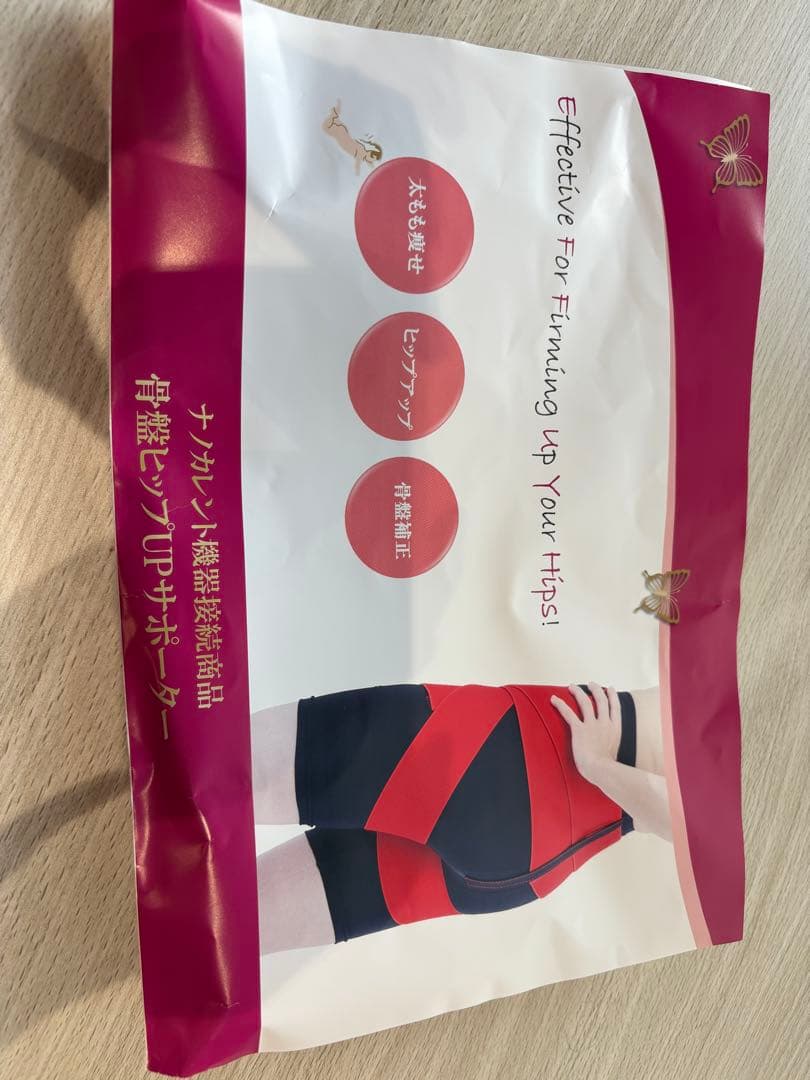 Effective For Firming Up Your Hips!
太もも痩せ
ヒップアップ
骨盤補正
ナノカレント機器接続商品
骨盤ヒップUPサポーター